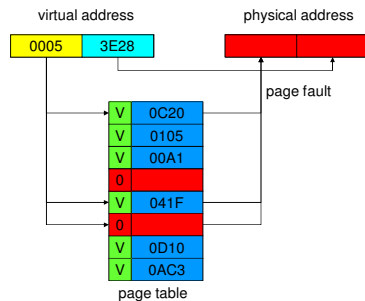 virtual address physical address
0005 3E28
page fault
V 0C20
V 0105
V 00A1
0
V 041F
0
V 0D10
V 0AC3
page table